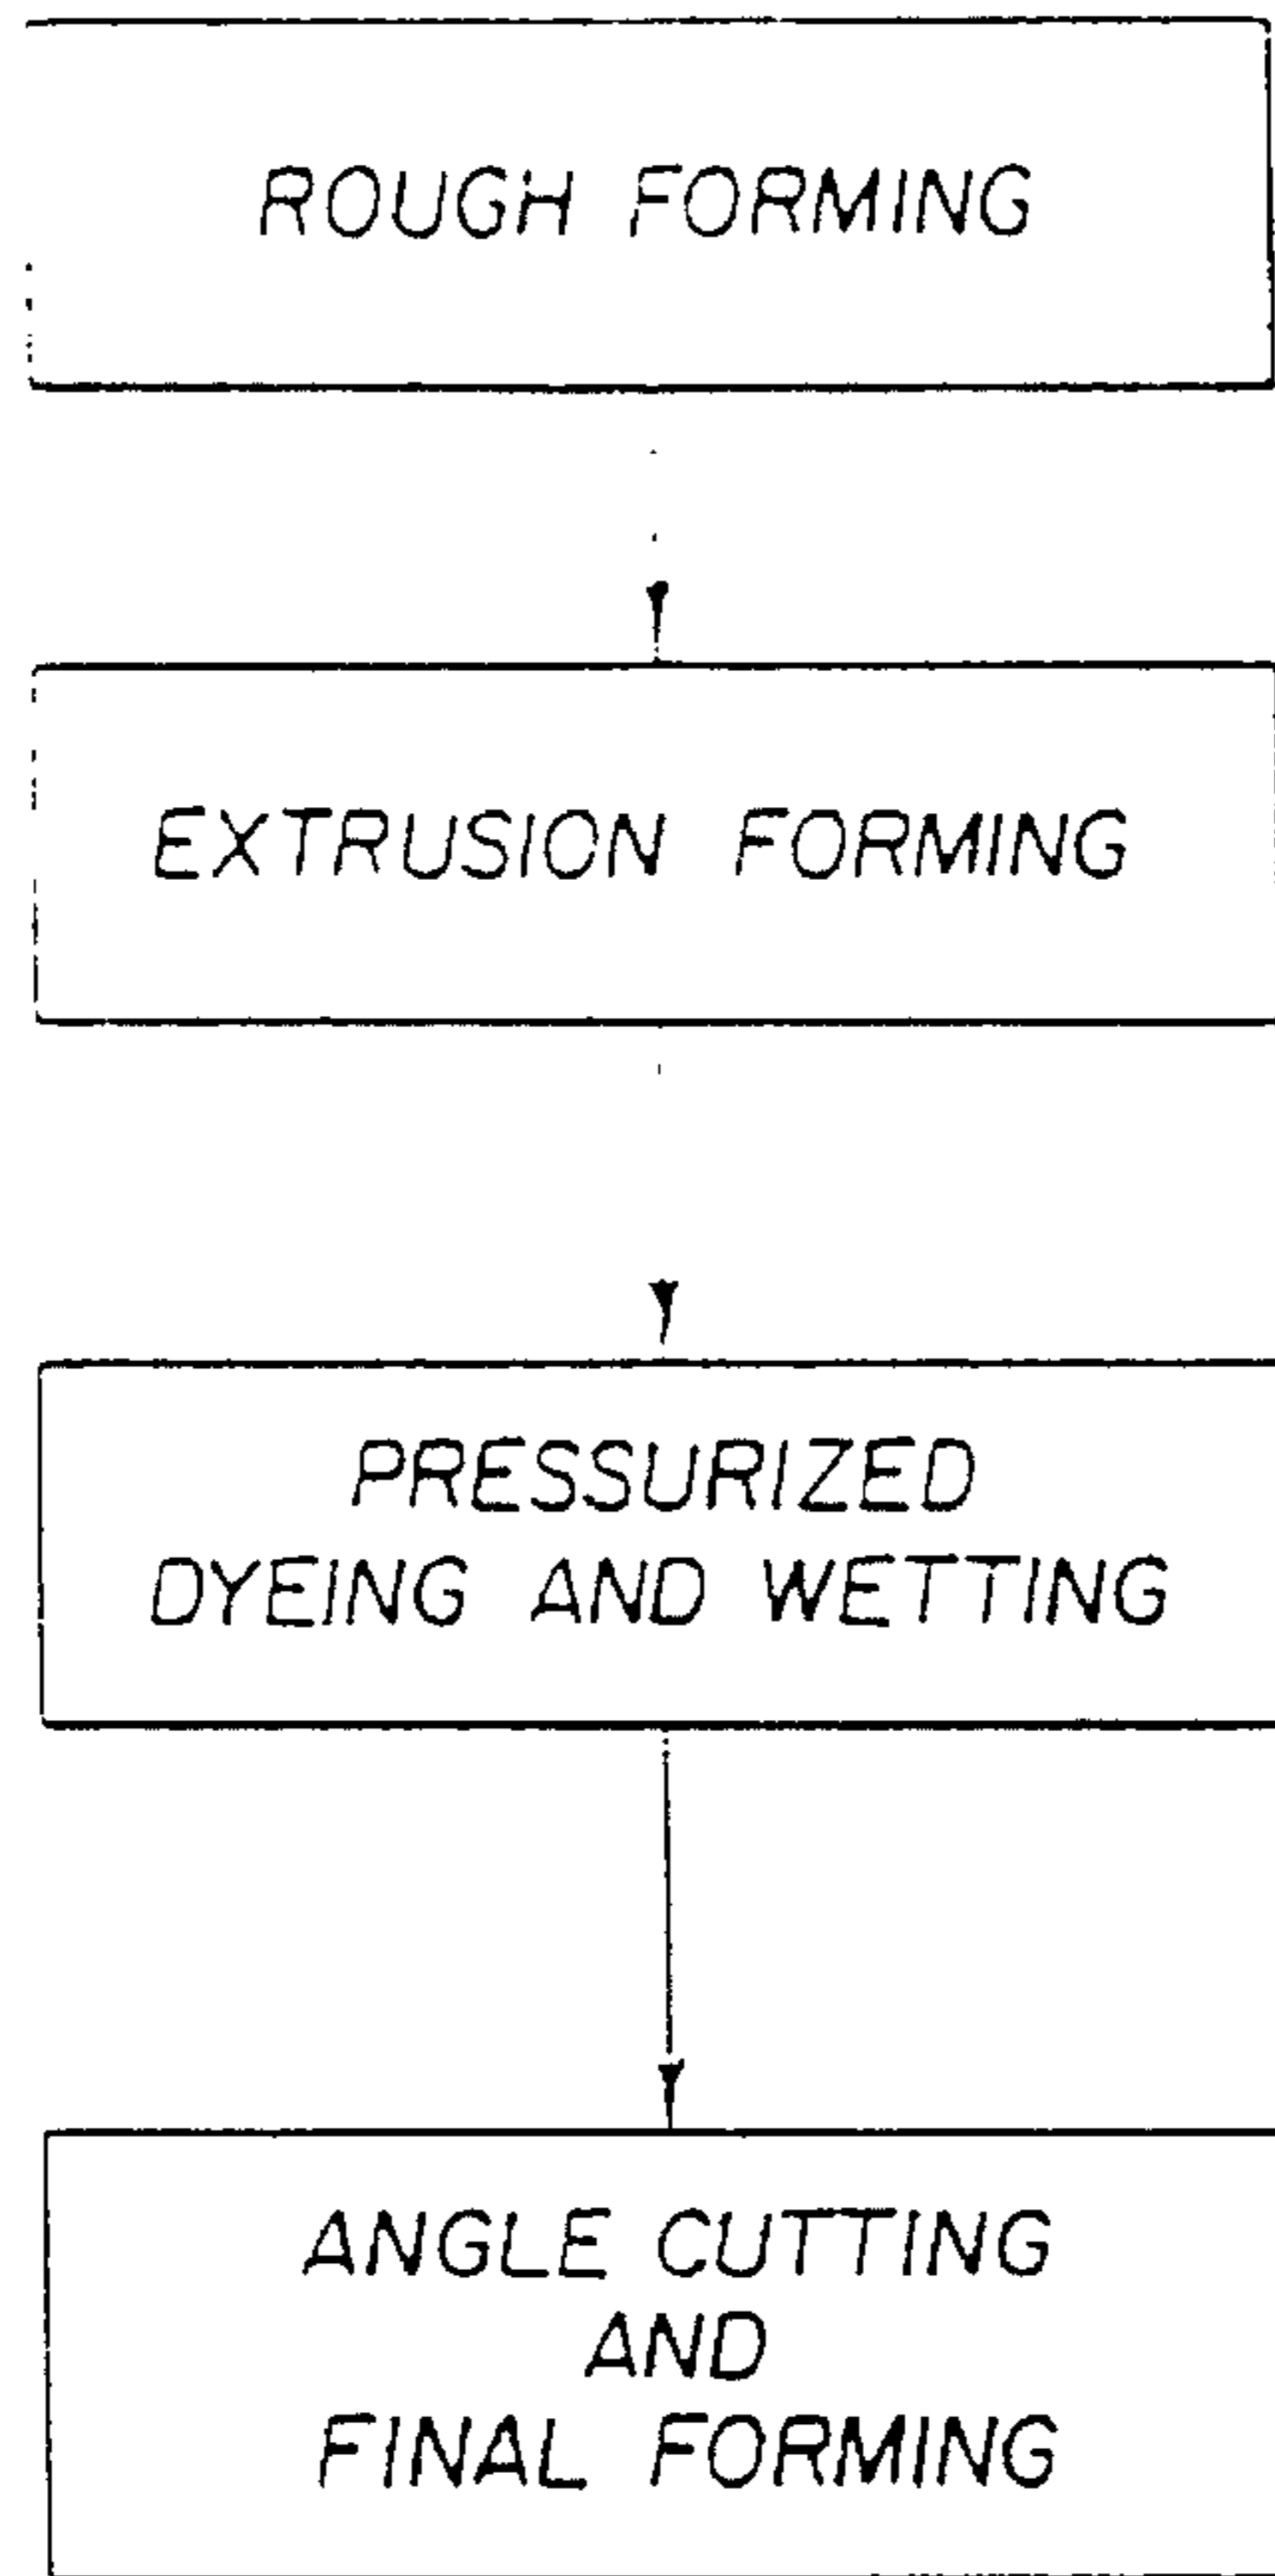 ROUGH FORMING
EXTRUSION FORMING
PRESSURIZED
DYEING AND WETTING
ANGLE CUTTING
AND
FINAL FORMING